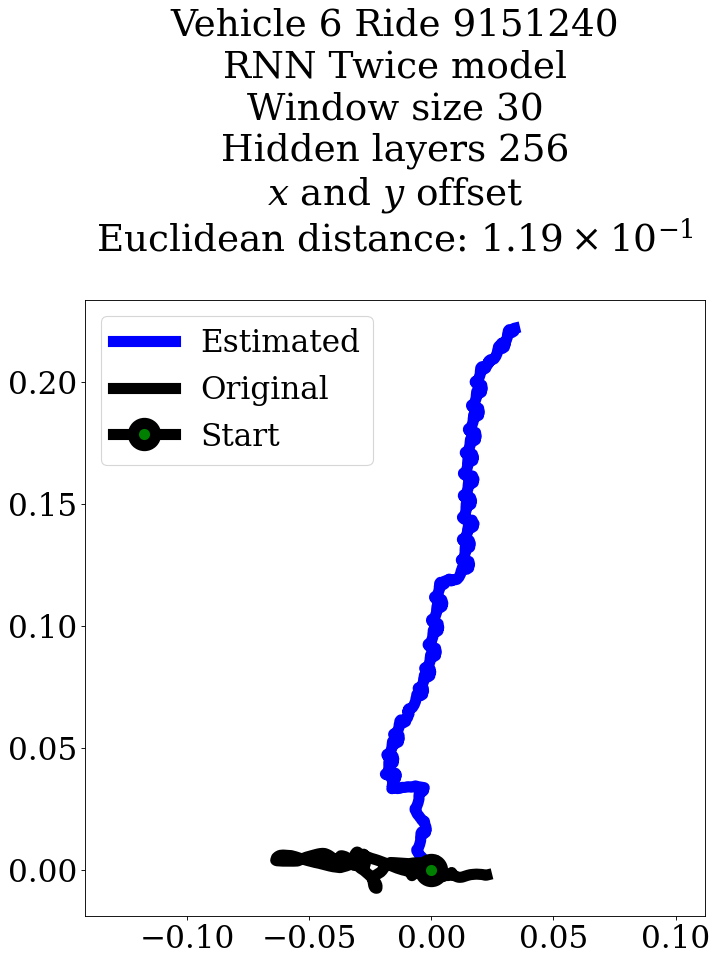 Vehicle 6 Ride 9151240
RNN Twice model
Window size 30
Hidden layers 256
x and y offset
Euclidean distance: 1.19 × 10⁻¹
Estimated
Original
Start
0.20
0.15
0.10
0.05
0.00
−0.10 −0.05 0.00 0.05 0.10